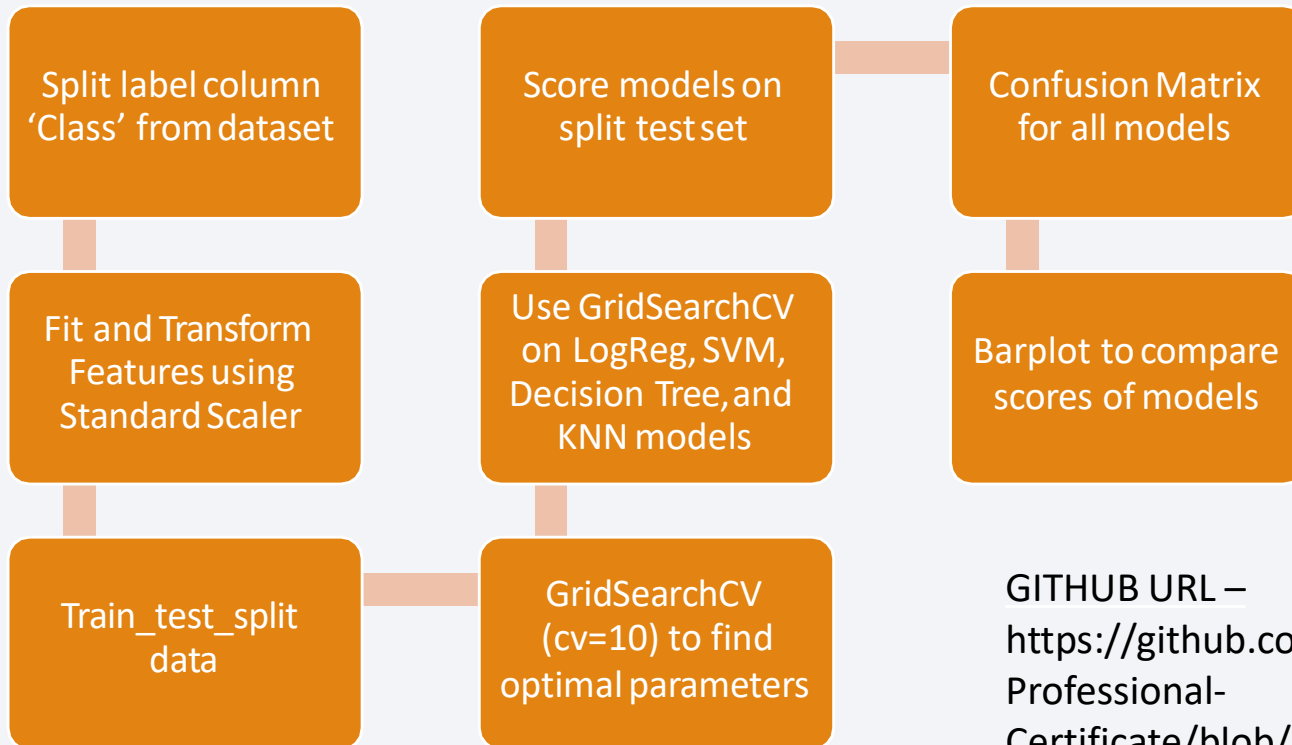 Split label column
‘Class’ from dataset
Fit and Transform
Features using
Standard Scaler
Train_test_split
data
GridSearchCV
(cv=10) to find
optimal parameters
Use GridSearchCV
on LogReg, SVM,
Decision Tree, and
KNN models
Score models on
split test set
Confusion Matrix
for all models
Barplot to compare
scores of models
GITHUB URL –
https://github.co
Professional-
Certificate/blob/